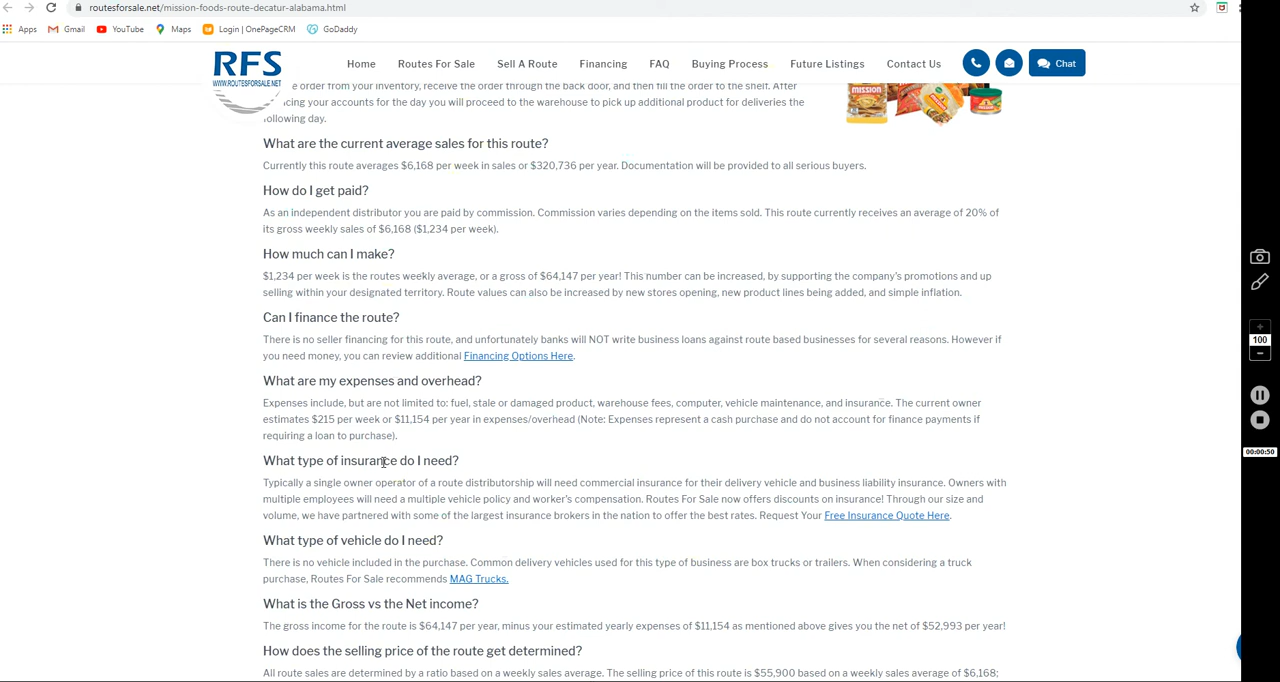 routesforsale.net/mission-foods-route-decatur-alabama.html
Apps Gmail YouTube Maps Login | OnePageCRM GoDaddy
RFS
WWW.ROUTESFORSALE.NET
Home Routes For Sale Sell A Route Financing FAQ Buying Process Future Listings Contact Us Chat
e order from your inventory, receive the order through the back door, and then fill the order to the shelf. After
icing your accounts for the day you will proceed to the warehouse to pick up additional product for deliveries the
following day.
MISSION
What are the current average sales for this route?
Currently this route averages $6,168 per week in sales or $320,736 per year. Documentation will be provided to all serious buyers.
How do I get paid?
As an independent distributor you are paid by commission. Commission varies depending on the items sold. This route currently receives an average of 20% of
its gross weekly sales of $6,168 ($1,234 per week).
How much can I make?
$1,234 per week is the routes weekly average, or a gross of $64,147 per year! This number can be increased, by supporting the company's promotions and up
selling within your designated territory. Route values can also be increased by new stores opening, new product lines being added, and simple inflation.
Can I finance the route?
There is no seller financing for this route, and unfortunately banks will NOT write business loans against route based businesses for several reasons. However if
you need money, you can review additional Financing Options Here.
What are my expenses and overhead?
Expenses include, but are not limited to: fuel, stale or damaged product, warehouse fees, computer, vehicle maintenance, and insurance. The current owner
estimates $215 per week or $11,154 per year in expenses/overhead (Note: Expenses represent a cash purchase and do not account for finance payments if
requiring a loan to purchase).
What type of insurance do I need?
Typically a single owner operator of a route distributorship will need commercial insurance for their delivery vehicle and business liability insurance. Owners with
multiple employees will need a multiple vehicle policy and worker's compensation. Routes For Sale now offers discounts on insurance! Through our size and
volume, we have partnered with some of the largest insurance brokers in the nation to offer the best rates. Request Your Free Insurance Quote Here.
What type of vehicle do I need?
There is no vehicle included in the purchase. Common delivery vehicles used for this type of business are box trucks or trailers. When considering a truck
purchase, Routes For Sale recommends MAG Trucks.
What is the Gross vs the Net income?
The gross income for the route is $64,147 per year, minus your estimated yearly expenses of $11,154 as mentioned above gives you the net of $52,993 per year!
How does the selling price of the route get determined?
All route sales are determined by a ratio based on a weekly sales average. The selling price of this route is $55,900 based on a weekly sales average of $6,168;
100
00:00:50